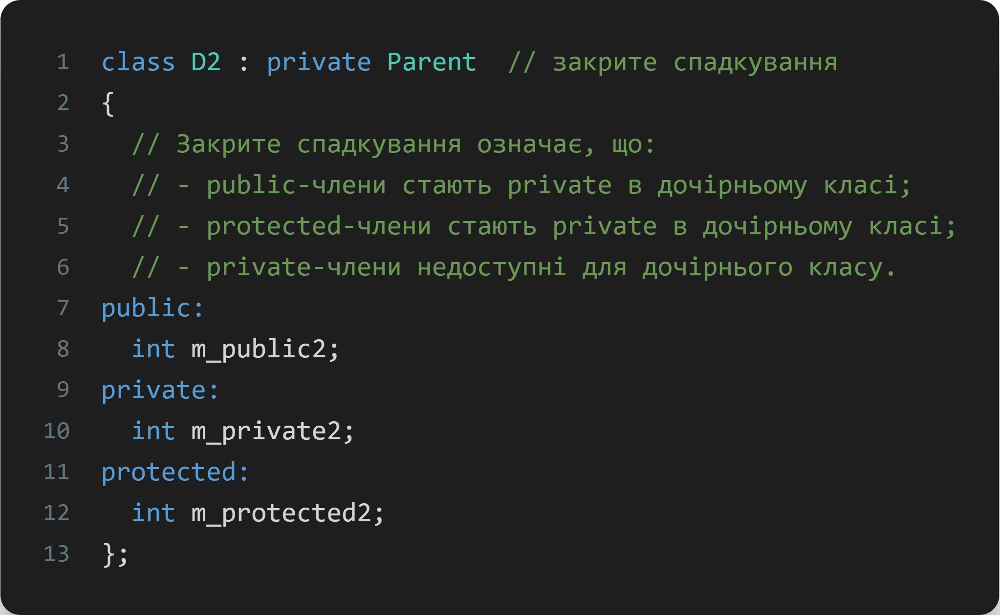 1 class D2 : private Parent  // закрите спадкування
2 {
3   // Закрите спадкування означає, що:
4   // - public-члени стають private в дочірньому класі;
5   // - protected-члени стають private в дочірньому класі;
6   // - private-члени недоступні для дочірнього класу.
7 public:
8   int m_public2;
9 private:
10   int m_private2;
11 protected:
12   int m_protected2;
13 };